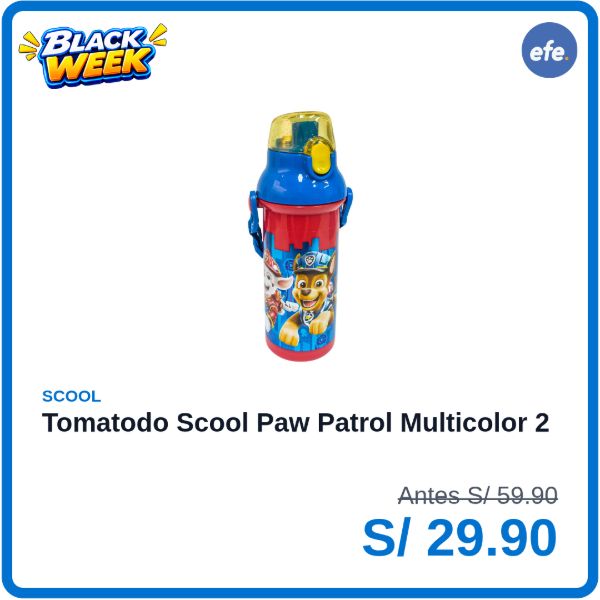 BLACK
WEEK
efe.
SCOOL
Tomatodo Scool Paw Patrol Multicolor 2
Antes S/ 59.90
S/ 29.90